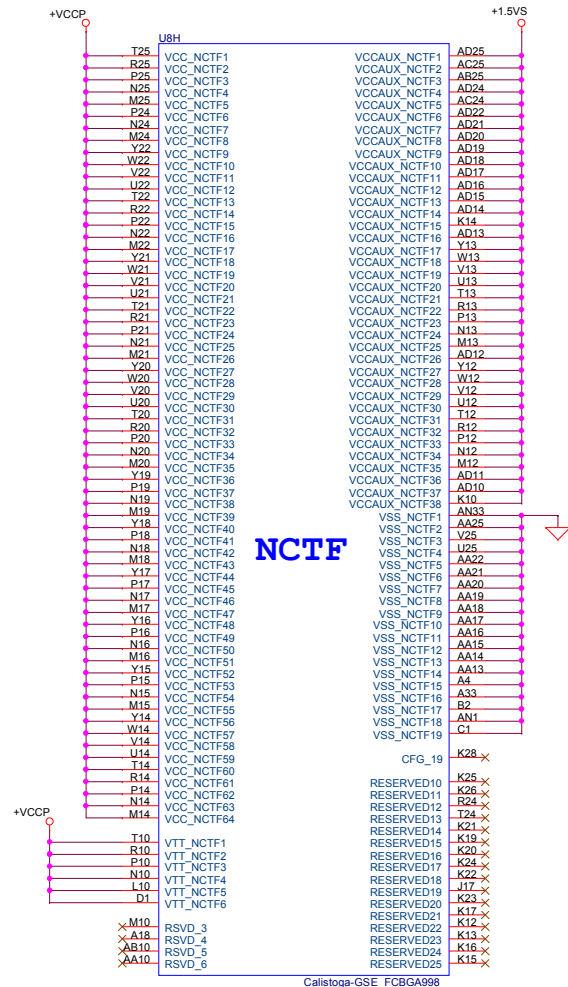 +VCCP
+1.5VS
U8H
T25 VCC_NCTF1
R25 VCC_NCTF2
P25 VCC_NCTF3
N25 VCC_NCTF4
M25 VCC_NCTF5
P24 VCC_NCTF6
N24 VCC_NCTF7
M24 VCC_NCTF8
Y22 VCC_NCTF9
W22 VCC_NCTF10
V22 VCC_NCTF11
U22 VCC_NCTF12
T22 VCC_NCTF13
R22 VCC_NCTF14
P22 VCC_NCTF15
N22 VCC_NCTF16
M22 VCC_NCTF17
Y21 VCC_NCTF18
W21 VCC_NCTF19
V21 VCC_NCTF20
U21 VCC_NCTF21
T21 VCC_NCTF22
R21 VCC_NCTF23
P21 VCC_NCTF24
N21 VCC_NCTF25
M21 VCC_NCTF26
Y20 VCC_NCTF27
W20 VCC_NCTF28
V20 VCC_NCTF29
U20 VCC_NCTF30
T20 VCC_NCTF31
R20 VCC_NCTF32
P20 VCC_NCTF33
N20 VCC_NCTF34
M20 VCC_NCTF35
Y19 VCC_NCTF36
P19 VCC_NCTF37
N19 VCC_NCTF38
M19 VCC_NCTF39
Y18 VCC_NCTF40
P18 VCC_NCTF41
N18 VCC_NCTF42
M18 VCC_NCTF43
Y17 VCC_NCTF44
P17 VCC_NCTF45
N17 VCC_NCTF46
M17 VCC_NCTF47
Y16 VCC_NCTF48
P16 VCC_NCTF49
N16 VCC_NCTF50
M16 VCC_NCTF51
Y15 VCC_NCTF52
P15 VCC_NCTF53
N15 VCC_NCTF54
M15 VCC_NCTF55
Y14 VCC_NCTF56
W14 VCC_NCTF57
V14 VCC_NCTF58
U14 VCC_NCTF59
T14 VCC_NCTF60
R14 VCC_NCTF61
P14 VCC_NCTF62
N14 VCC_NCTF63
M14 VCC_NCTF64
+VCCP
T10 VTT_NCTF1
R10 VTT_NCTF2
P10 VTT_NCTF3
N10 VTT_NCTF4
L10 VTT_NCTF5
D1 VTT_NCTF6
M10 RSVD_3
A18 RSVD_4
AB10 RSVD_5
AA10 RSVD_6
NCTF
VCCAUX_NCTF1 AD25
VCCAUX_NCTF2 AC25
VCCAUX_NCTF3 AB25
VCCAUX_NCTF4 AD24
VCCAUX_NCTF5 AC24
VCCAUX_NCTF6 AD22
VCCAUX_NCTF7 AD21
VCCAUX_NCTF8 AD20
VCCAUX_NCTF9 AD19
VCCAUX_NCTF10 AD18
VCCAUX_NCTF11 AD17
VCCAUX_NCTF12 AD16
VCCAUX_NCTF13 AD15
VCCAUX_NCTF14 AD14
VCCAUX_NCTF15 K14
VCCAUX_NCTF16 AD13
VCCAUX_NCTF17 Y13
VCCAUX_NCTF18 W13
VCCAUX_NCTF19 V13
VCCAUX_NCTF20 U13
VCCAUX_NCTF21 T13
VCCAUX_NCTF22 R13
VCCAUX_NCTF23 P13
VCCAUX_NCTF24 N13
VCCAUX_NCTF25 M13
VCCAUX_NCTF26 AD12
VCCAUX_NCTF27 Y12
VCCAUX_NCTF28 W12
VCCAUX_NCTF29 V12
VCCAUX_NCTF30 U12
VCCAUX_NCTF31 T12
VCCAUX_NCTF32 R12
VCCAUX_NCTF33 P12
VCCAUX_NCTF34 N12
VCCAUX_NCTF35 M12
VCCAUX_NCTF36 AD11
VCCAUX_NCTF37 AD10
VCCAUX_NCTF38 K10
VSS_NCTF1 AN33
VSS_NCTF2 AA25
VSS_NCTF3 V25
VSS_NCTF4 U25
VSS_NCTF5 AA22
VSS_NCTF6 AA21
VSS_NCTF7 AA20
VSS_NCTF8 AA19
VSS_NCTF9 AA18
VSS_NCTF10 AA17
VSS_NCTF11 AA16
VSS_NCTF12 AA15
VSS_NCTF13 AA14
VSS_NCTF14 AA13
VSS_NCTF15 A4
VSS_NCTF16 A33
VSS_NCTF17 B2
VSS_NCTF18 AN1
VSS_NCTF19 C1
CFG_19 K28
RESERVED10 K25
RESERVED11 K26
RESERVED12 R24
RESERVED13 T24
RESERVED14 K21
RESERVED15 K19
RESERVED16 K20
RESERVED17 K24
RESERVED18 K22
RESERVED19 J17
RESERVED20 K23
RESERVED21 K17
RESERVED22 K12
RESERVED23 K13
RESERVED24 K16
RESERVED25 K15
Calistoga-GSE_FCBGA998